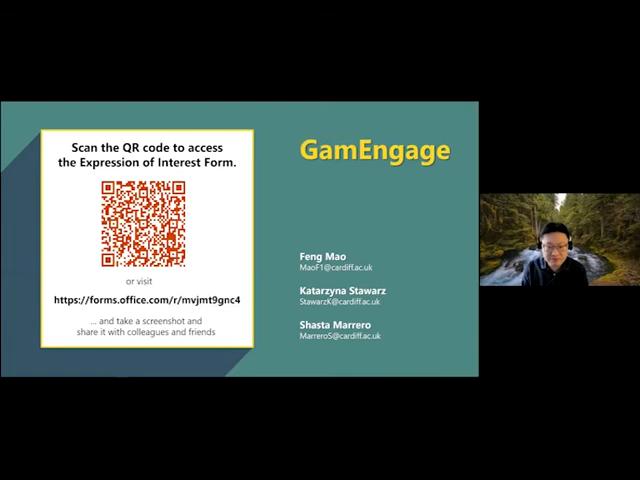 Scan the QR code to access
the Expression of Interest Form.
or visit
https://forms.office.com/r/mvjmt9gnc4
... and take a screenshot and
share it with colleagues and friends
GamEngage
Feng Mao
MaoF1@cardiff.ac.uk
Katarzyna Stawarz
StawarzK@cardiff.ac.uk
Shasta Marrero
MarreroS@cardiff.ac.uk